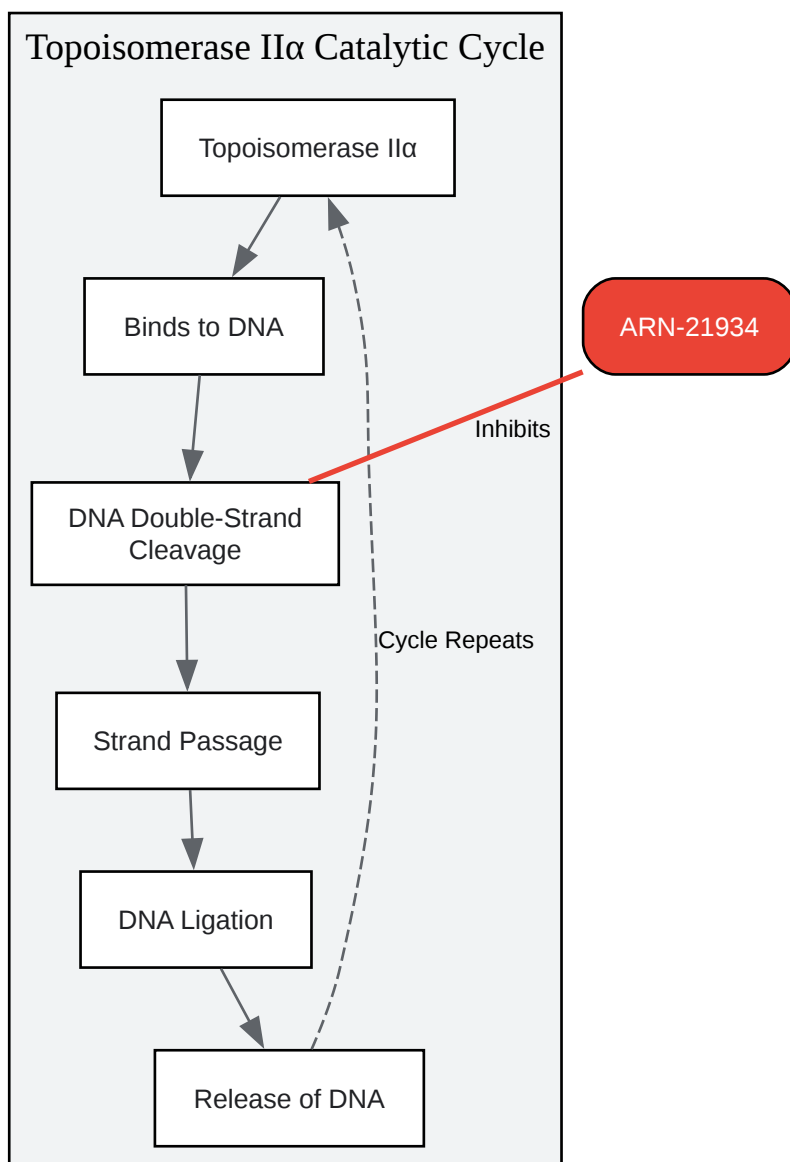 Topoisomerase IIα Catalytic Cycle
Topoisomerase IIα
Binds to DNA
ARN-21934
Inhibits
DNA Double-Strand
Cleavage
Cycle Repeats
Strand Passage
DNA Ligation
Release of DNA